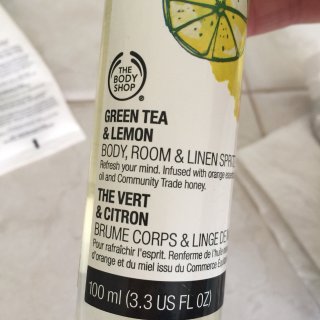 THE
BODY
SHOP
GREEN TEA
& LEMON
BODY, ROOM & LINEN
Refresh your mind. Infused with orange
oil and Community Trade honey.
THE VERT
& CITRON
BRUME CORPS & LINGE DE
Pour rafraîchir l'esprit. Renferme de
d'orange et du miel issu du Commerce
100 ml (3.3 US FL OZ)